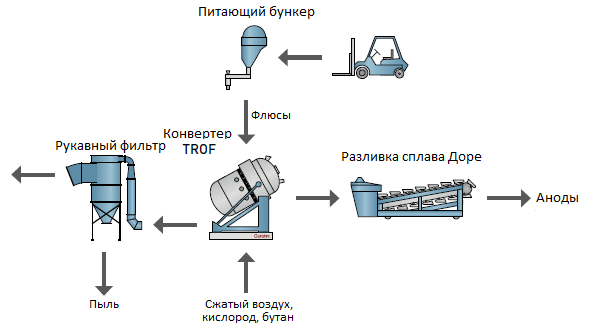 Питающий бункер
Флюсы
Конвертер
TROF
Рукавный фильтр
Разливка сплава Доре
Аноды
Пыль
Сжатый воздух,
кислород, бутан